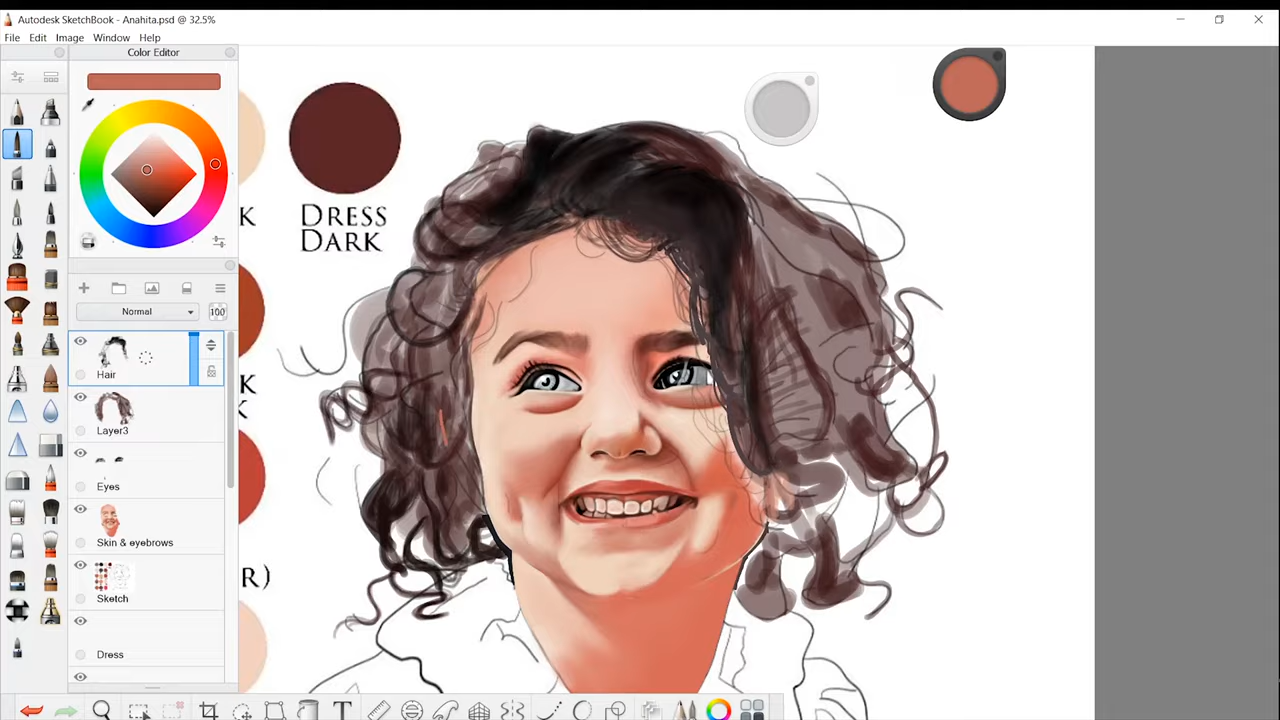 Autodesk SketchBook - Anahita.psd @ 32.5%
File Edit Image Window Help
Color Editor
Normal
100
Hair
Layer3
Eyes
Skin & eyebrows
Sketch
Dress
K
DRESS
DARK
K
K
R)
T